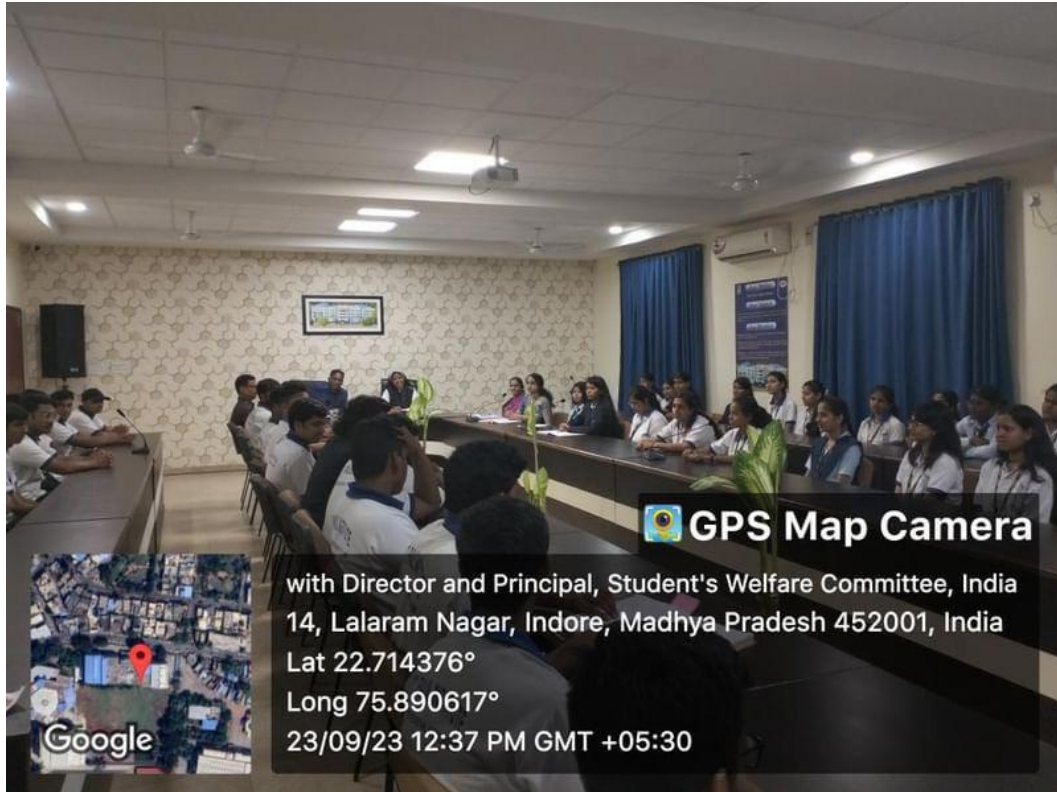 GPS Map Camera
with Director and Principal, Student's Welfare Committee, India
14, Lalaram Nagar, Indore, Madhya Pradesh 452001, India
Lat 22.714376°
Long 75.890617°
23/09/23 12:37 PM GMT +05:30
Google